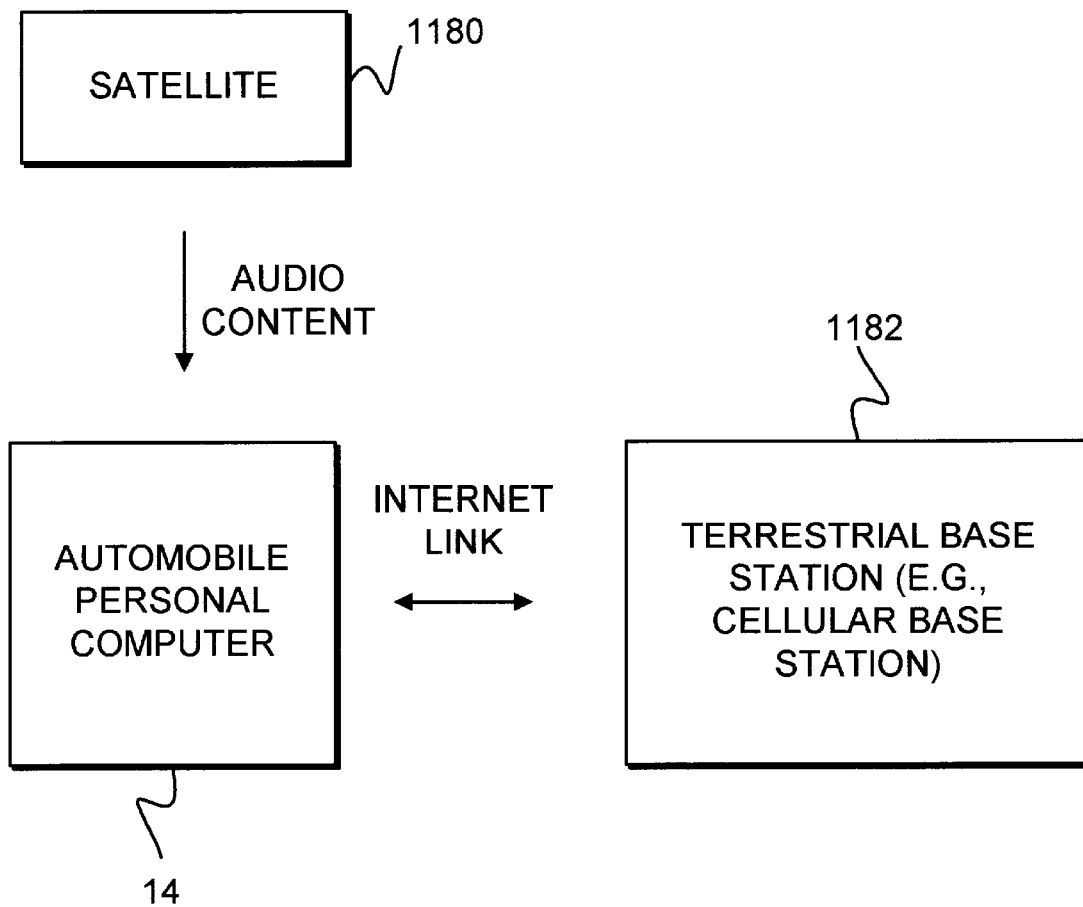 1180
SATELLITE
AUDIO
CONTENT
1182
INTERNET
LINK
AUTOMOBILE
PERSONAL
COMPUTER
TERRESTRIAL BASE
STATION (E.G.,
CELLULAR BASE
STATION)
14